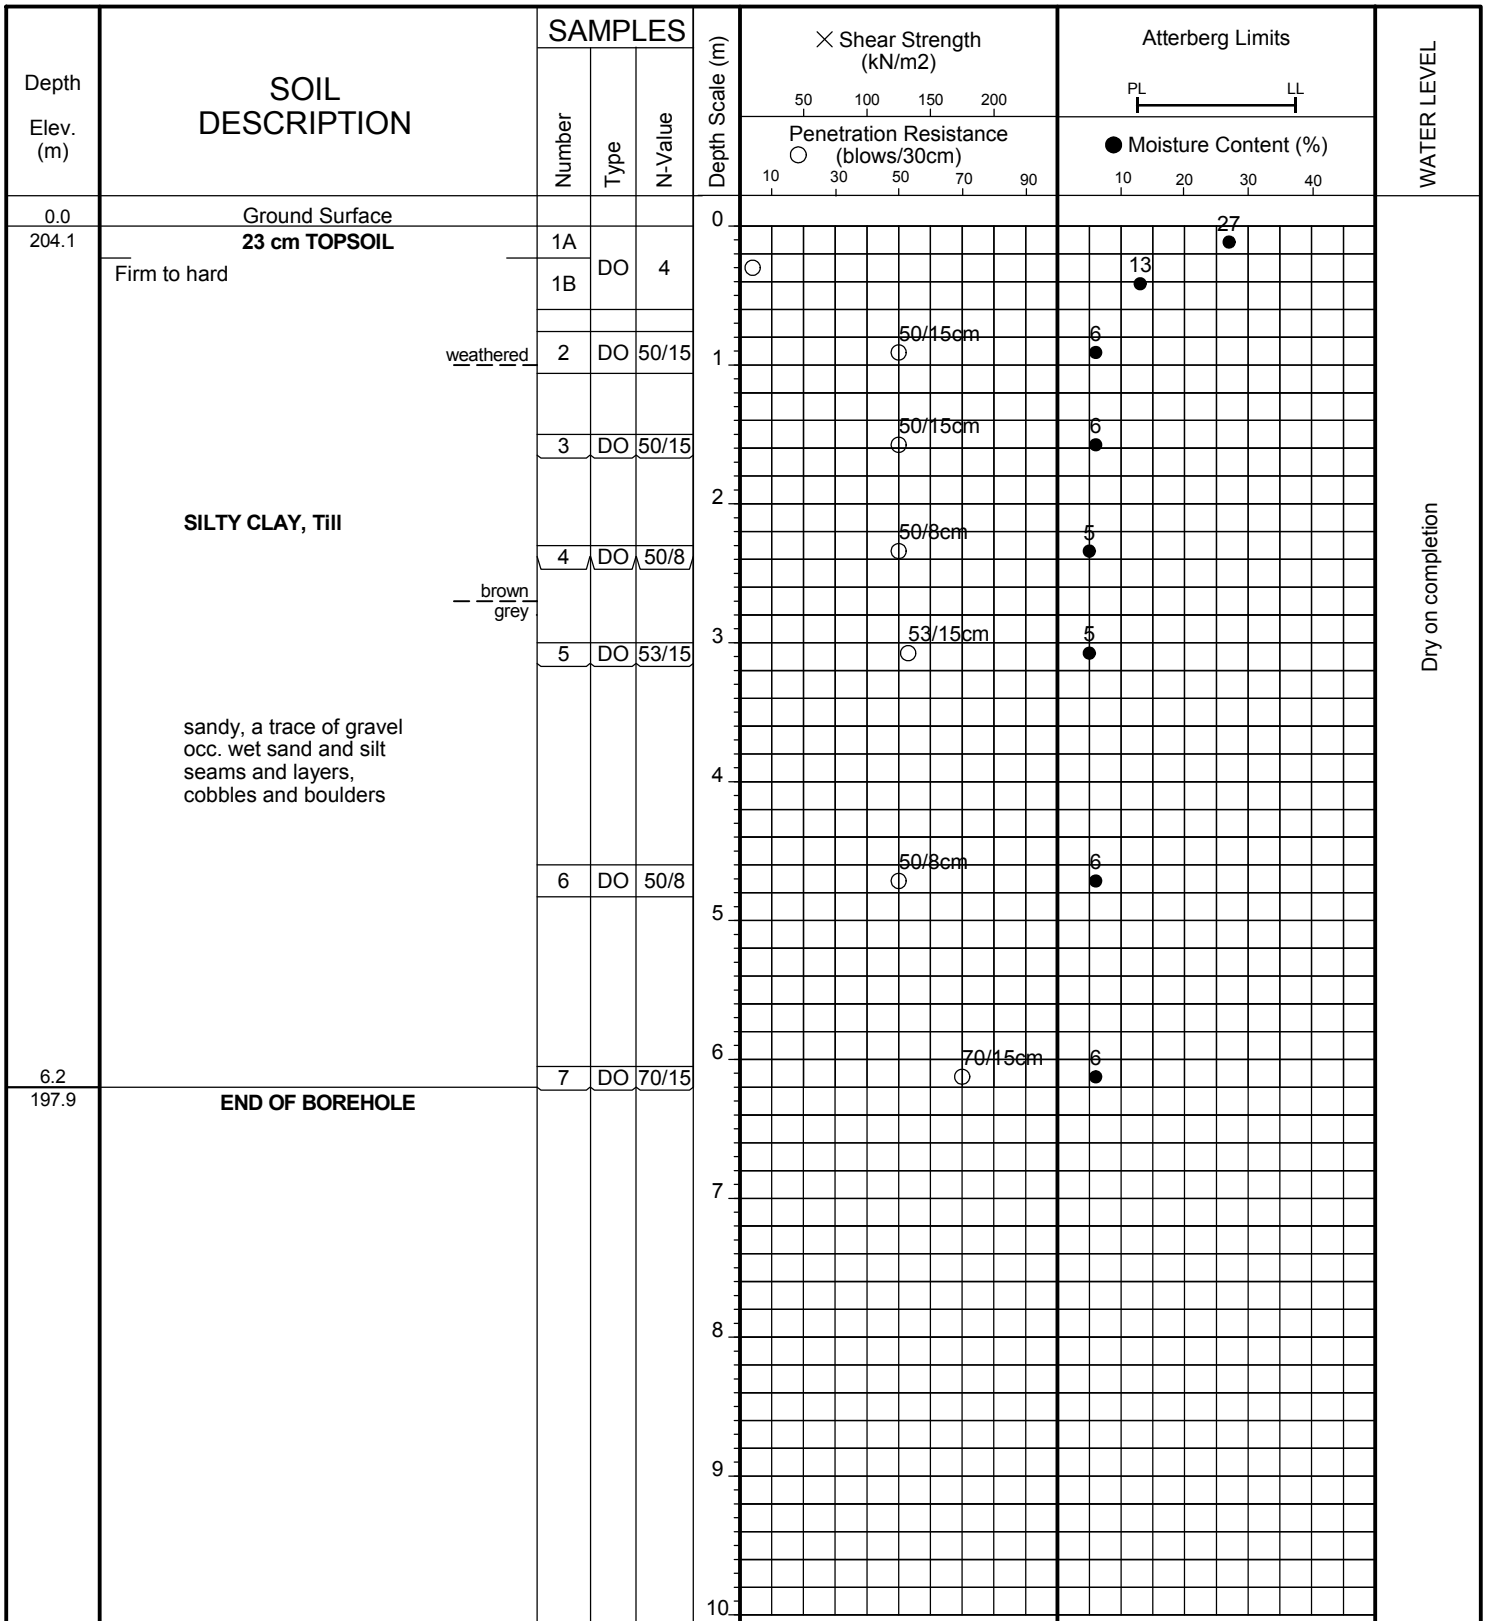 Depth
Elev.
(m)
SOIL
DESCRIPTION
SAMPLES
Number
Type
N-Value
Depth Scale (m)
× Shear Strength
(kN/m2)
50 100 150 200
Penetration Resistance
(blows/30cm)
10 30 50 70 90
Atterberg Limits
PL LL
Moisture Content (%)
10 20 30 40
WATER LEVEL
0.0 Ground Surface 0
204.1 23 cm TOPSOIL 1A 27
Firm to hard DO 4 13
1B
50/15cm 6
weathered 2 DO 50/15
1
50/15cm 6
3 DO 50/15
2
SILTY CLAY, Till
50/8cm 5
4 DO 50/8
brown
grey
3 53/15cm 5
5 DO 53/15
Dry on completion
sandy, a trace of gravel
occ. wet sand and silt
seams and layers,
cobbles and boulders
4
50/8cm 6
6 DO 50/8
5
6 70/15cm 6
6.2 7 DO 70/15
197.9 END OF BOREHOLE
7
8
9
10